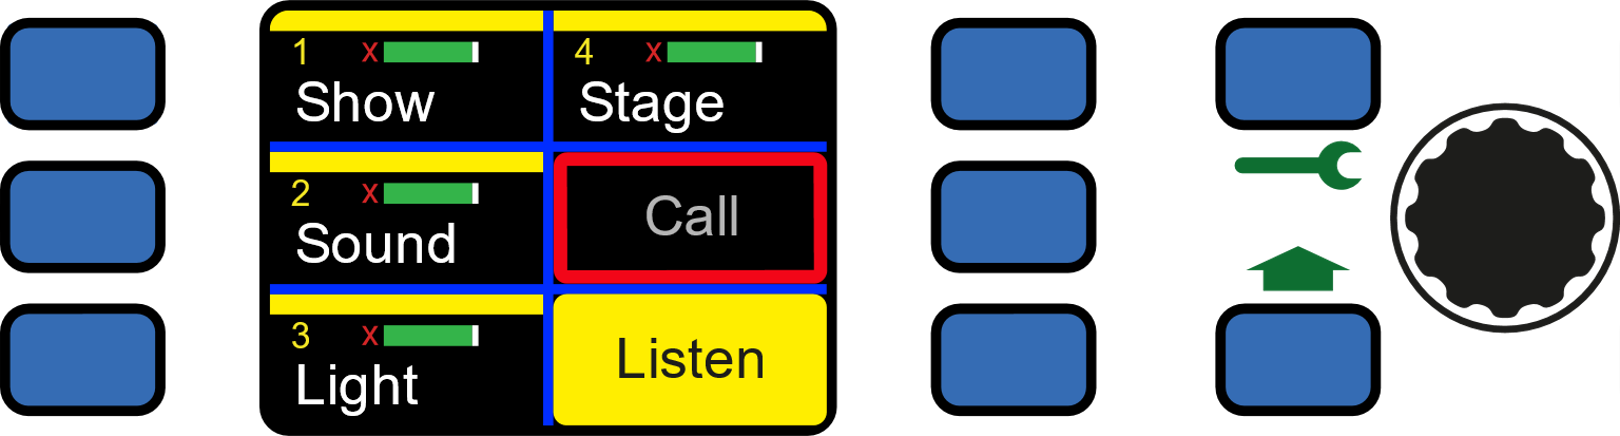 1 X
Show
4 X
Stage
2 X
Sound
Call
3 X
Light
Listen